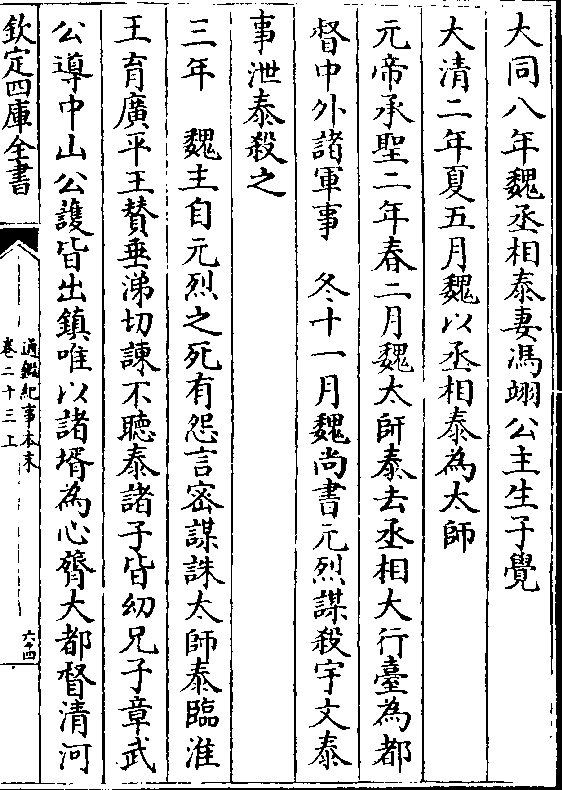 大同八年魏丞相泰妻馮翊公主生子覺
大清二年夏五月魏以丞相泰為太師
元帝承聖二年春二月魏太師泰去丞相大行臺為都
督中外諸軍事　冬十一月魏尚書元烈謀殺宇文泰
事泄泰殺之
三年　魏主自元烈之死有怨言密謀誅太師泰臨淮
王育廣平王賛垂涕切諫不聽泰諸子皆幼兄子章武
公導中山公護皆出鎮唯以諸壻為心膂大都督清河
欽定四庫全書
通鑑紀事本末
卷二十三上
六十四